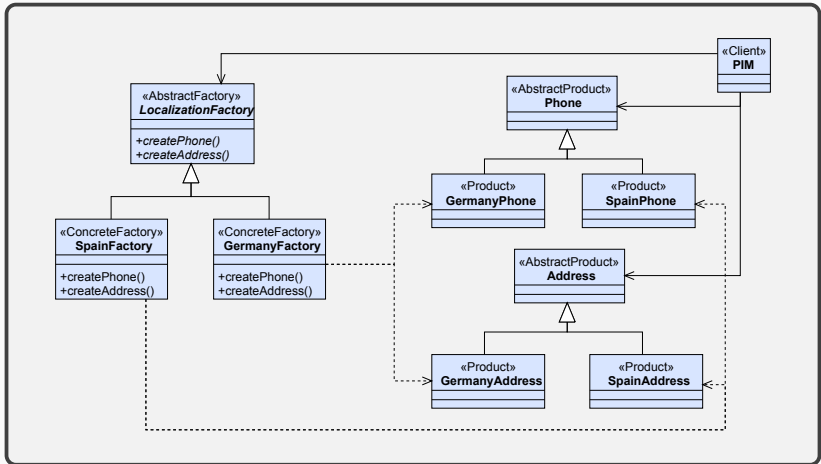 «Client»
PIM
«AbstractFactory»
LocalizationFactory
+createPhone()
+createAddress()
«AbstractProduct»
Phone
«Product»
GermanyPhone
«Product»
SpainPhone
«ConcreteFactory»
SpainFactory
+createPhone()
+createAddress()
«ConcreteFactory»
GermanyFactory
+createPhone()
+createAddress()
«AbstractProduct»
Address
«Product»
GermanyAddress
«Product»
SpainAddress